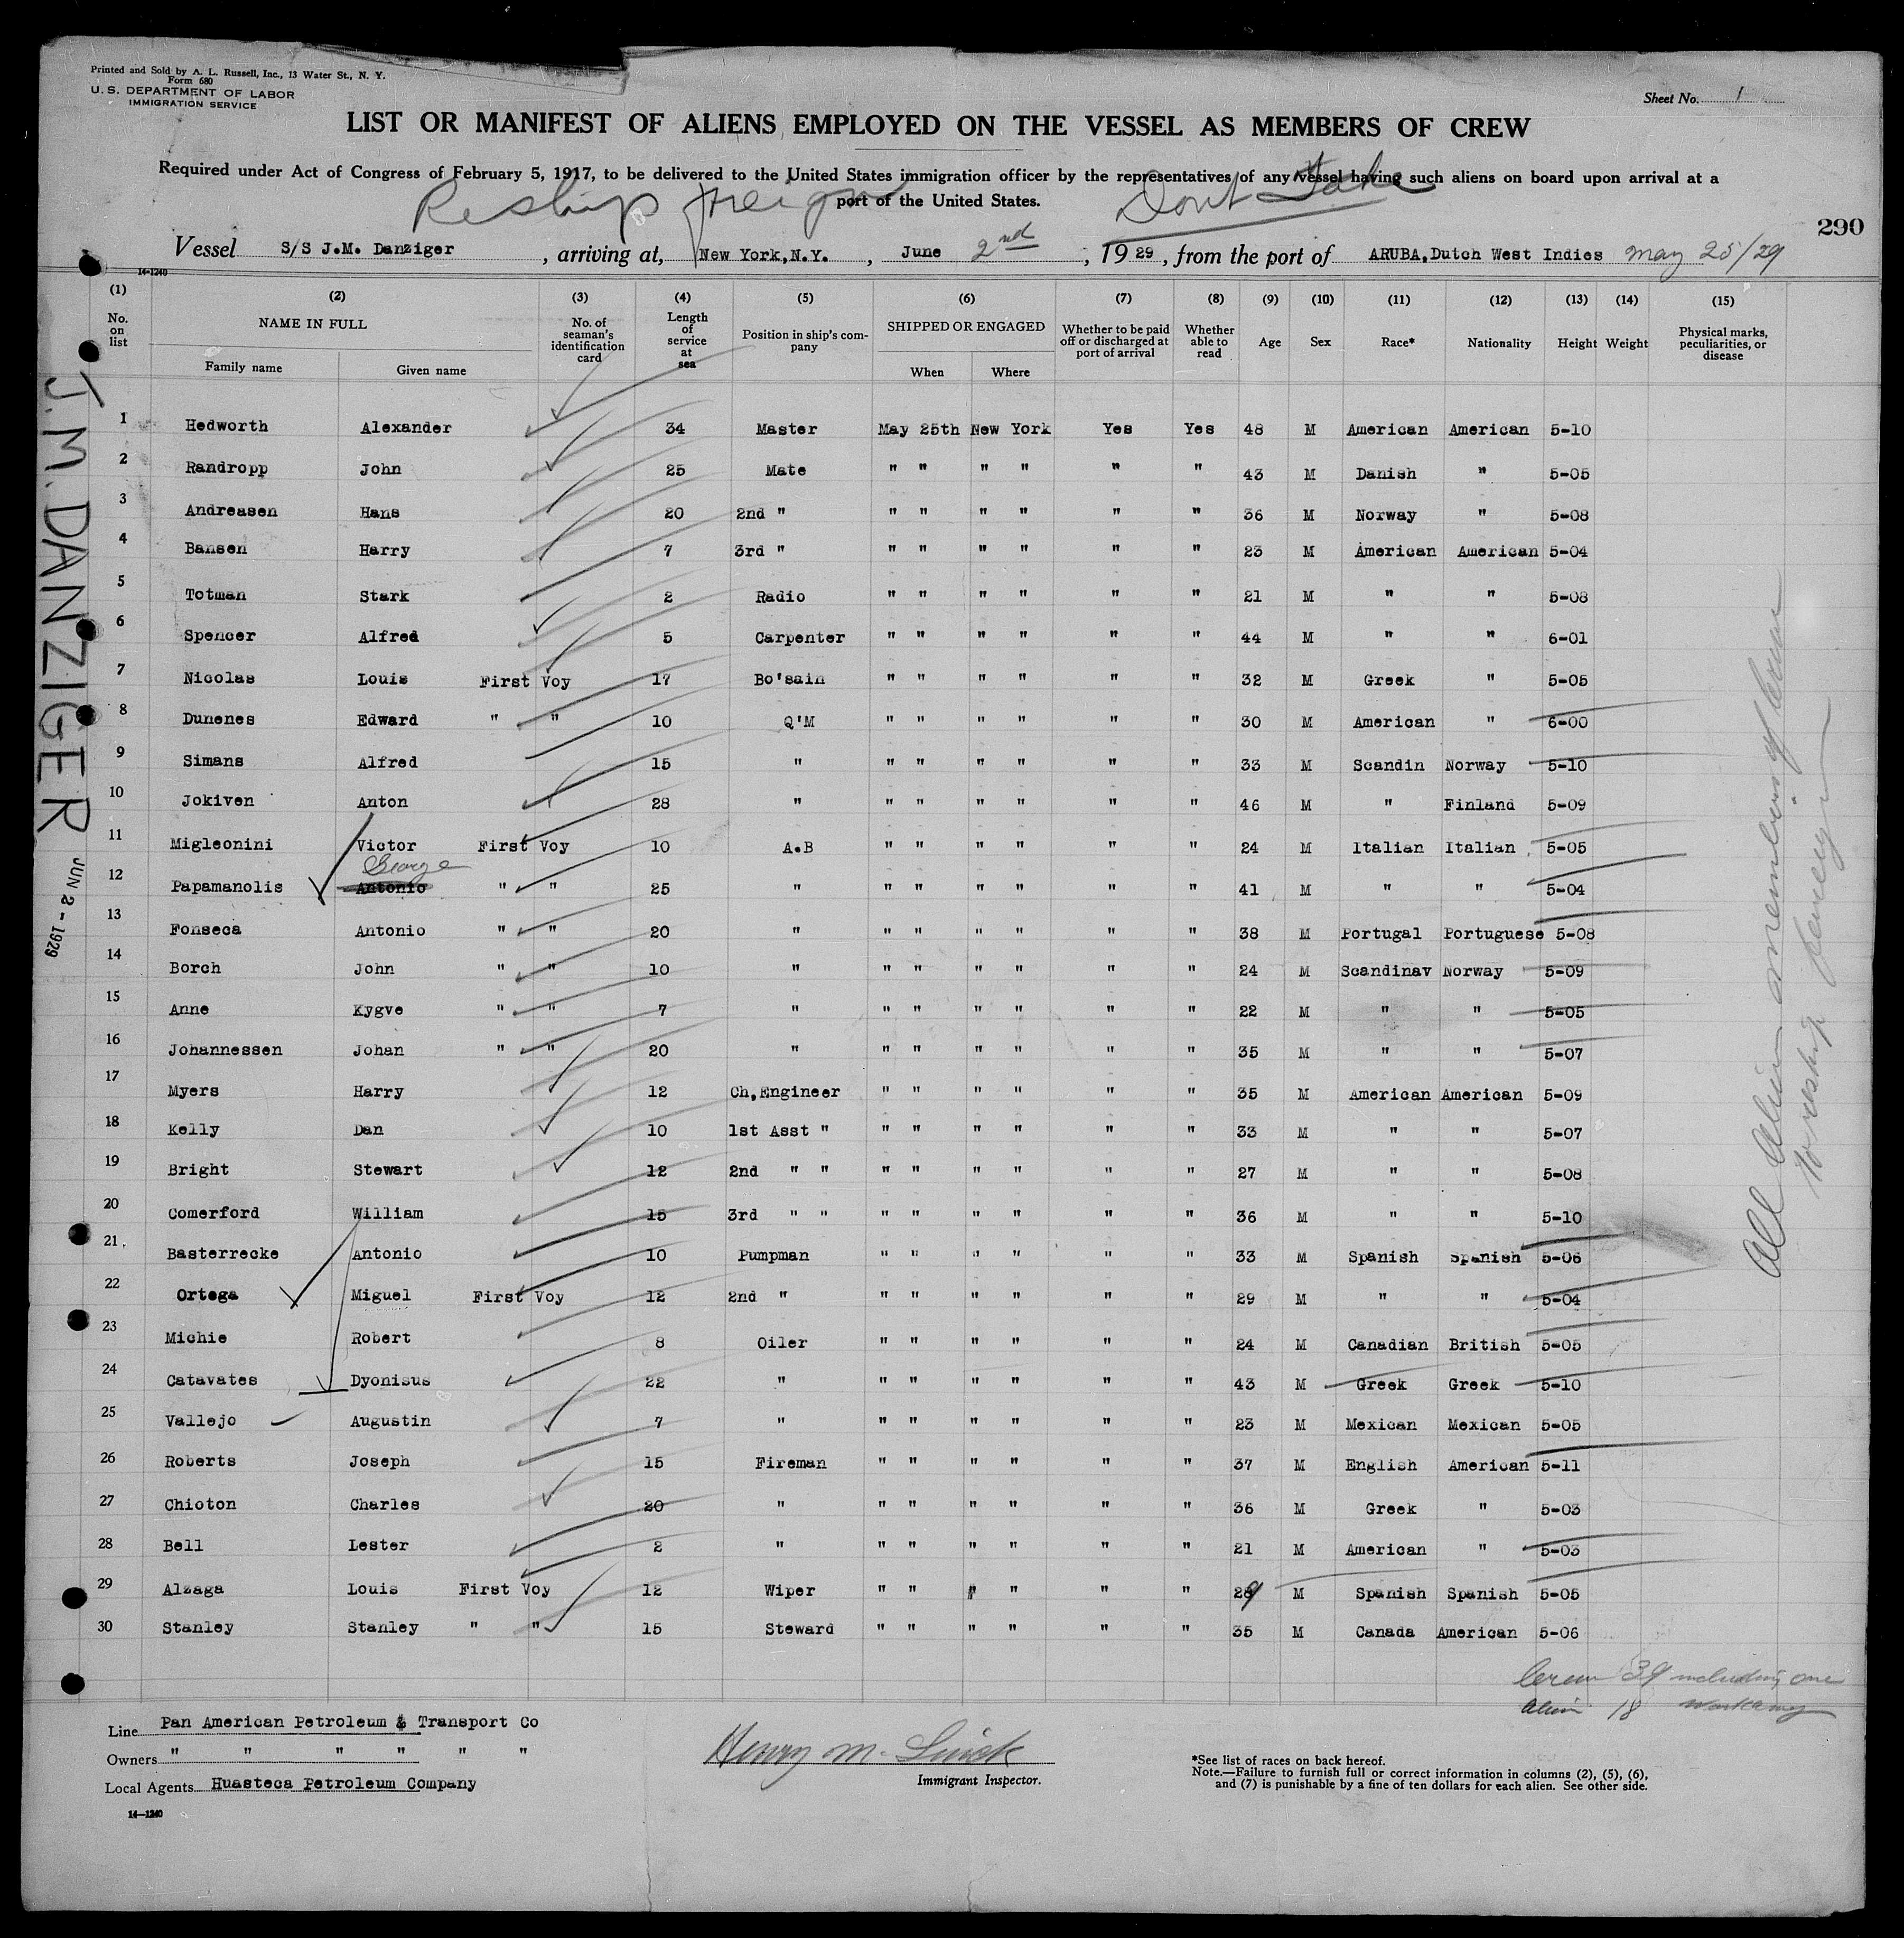 Printed and Sold by A. L. Russell, Inc., 13 Water St., N. Y.
Form 680
U. S. DEPARTMENT OF LABOR
IMMIGRATION SERVICE
Sheet No. 1
LIST OR MANIFEST OF ALIENS EMPLOYED ON THE VESSEL AS MEMBERS OF CREW
Required under Act of Congress of February 5, 1917, to be delivered to the United States immigration officer by the representatives of any vessel having such aliens on board upon arrival at a
port of the United States.
Reship foreign Dont Take
290
Vessel S/S J.M. Danziger, arriving at, New York,N.Y., June 2nd; 1929, from the port of ARUBA,Dutch West Indies may 25/29
14-1240
(1) (2) (3) (4) (5) (6) (7) (8) (9) (10) (11) (12) (13) (14) (15)
No. on list NAME IN FULL Family name Given name No. of seaman's identification card Length of service at sea Position in ship's company SHIPPED OR ENGAGED When Where Whether to be paid off or discharged at port of arrival Whether able to read Age Sex Race* Nationality Height Weight Physical marks, peculiarities, or disease
1 Hedworth Alexander 34 Master May 25th New York Yes Yes 48 M American American 5-10
2 Randropp John 25 Mate " " " " " " 43 M Danish " 5-05
3 Andreasen Hans 20 2nd " " " " " " " 36 M Norway " 5-08
4 Bansen Harry 7 3rd " " " " " " " 23 M American American 5-04
5 Totman Stark 2 Radio " " " " " " 21 M " " 5-08
6 Spencer Alfred 5 Carpenter " " " " " " 44 M " " 6-01
7 Nicolas Louis First Voy 17 Bo'sain " " " " " " 32 M Greek " 5-05
8 Dunenes Edward " " 10 Q'M " " " " " " 30 M American " 6-00
9 Simans Alfred 15 " " " " " " " 33 M Scandin Norway 5-10
10 Jokiven Anton 28 " " " " " " " 46 M " Finland 5-09
11 Migleonini Victor First Voy 10 A.B " " " " " " 24 M Italian Italian 5-05
George
12 Papamanolis Antonio " " 25 " " " " " " " 41 M " " 5-04
13 Fonseca Antonio " " 20 " " " " " " " 38 M Portugal Portuguese 5-08
14 Borch John " " 10 " " " " " " " 24 M Scandinav Norway 5-09
15 Anne Kygve " " 7 " " " " " " " 22 M " " 5-05
16 Johannessen Johan " " 20 " " " " " " " 35 M " " 5-07
17 Myers Harry 12 Ch,Engineer " " " " " " 35 M American American 5-09
18 Kelly Dan 10 1st Asst " " " " " " " 33 M " " 5-07
19 Bright Stewart 12 2nd " " " " " " " " 27 M " " 5-08
20 Comerford William 15 3rd " " " " " " " " 36 M " " 5-10
21. Basterrecke Antonio 10 Pumpman " " " " " " 33 M Spanish Spanish 5-06
22 Ortega Miguel First Voy 12 2nd " " " " " " " 29 M " " 5-04
23 Michie Robert 8 Oiler " " " " " " 24 M Canadian British 5-05
24 Catavates Dyonisus 22 " " " " " " " 43 M Greek Greek 5-10
25 Vallejo Augustin 7 " " " " " " " 23 M Mexican Mexican 5-05
26 Roberts Joseph 15 Fireman " " " " " " 37 M English American 5-11
27 Chioton Charles 20 " " " " " " " 36 M Greek " 5-03
28 Bell Lester 2 " " " " " " " 21 M American " 5-03
29 Alzaga Louis First Voy 12 Wiper " " " " " " 29 M Spanish Spanish 5-05
30 Stanley Stanley " " 15 Steward " " " " " " 35 M Canada American 5-06
J.M. DANZIGER
JUN 2 - 1929
All Alien members of crew
to reship foreign
Crew 39 including one
Alien 18 workaway
Line Pan American Petroleum & Transport Co
Owners " " " " " "
Local Agents Huasteca Petroleum Company
14-1240
Henry M.
Immigrant Inspector.
*See list of races on back hereof.
Note.—Failure to furnish full or correct information in columns (2), (5), (6),
and (7) is punishable by a fine of ten dollars for each alien. See other side.